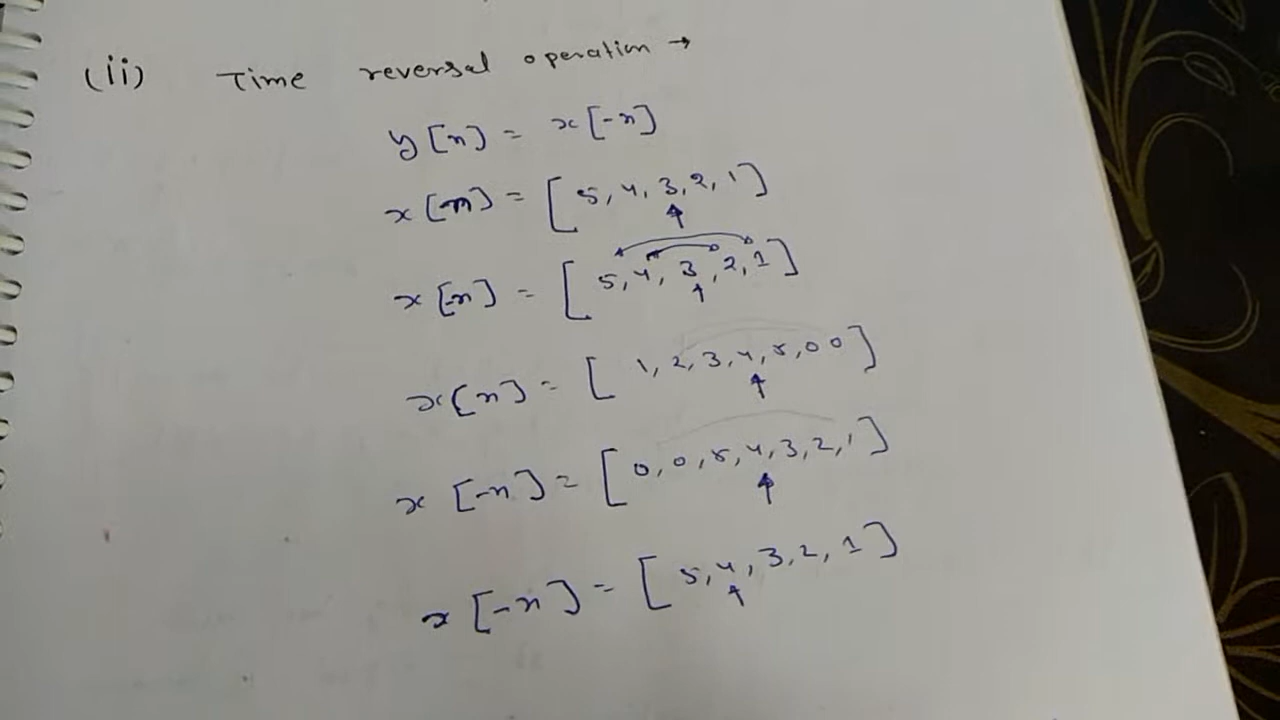 (ii) Time reversal operation →
y[n] = x[-n]
x[-n] = [5, 4, 3, 2, 1]
↑
x[-n] = [5, 4, 3, 2, 1]
↑
x[n] = [1, 2, 3, 4, 5, 0 0]
↑
x[-n] = [0, 0, 5, 4, 3, 2, 1]
↑
x[-n] = [5, 4, 3, 2, 1]
↑